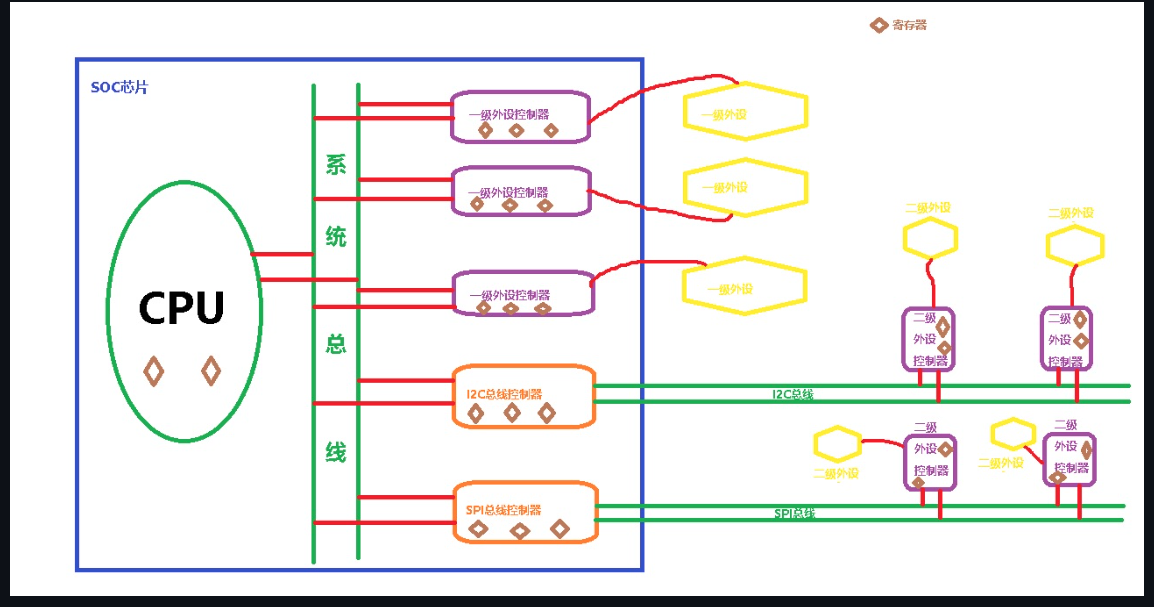 寄存器
SOC芯片
一级外设控制器
一级外设
系
一级外设控制器
一级外设
二级外设
二级外设
统
CPU
一级外设控制器
一级外设
二级
外设
控制器
二级
外设
控制器
总
I2C总线控制器
I2C总线
线
二级外设
二级
外设
控制器
二级外设
二级
外设
控制器
SPI总线控制器
SPI总线